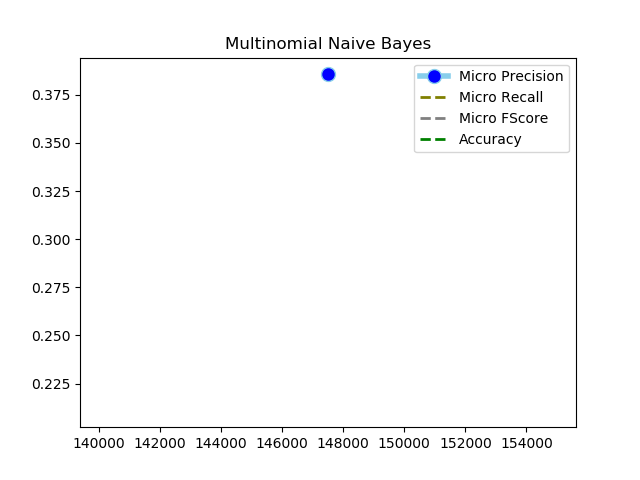 Multinomial Naive Bayes
Micro Precision
Micro Recall
Micro FScore
Accuracy
0.375
0.350
0.325
0.300
0.275
0.250
0.225
140000 142000 144000 146000 148000 150000 152000 154000